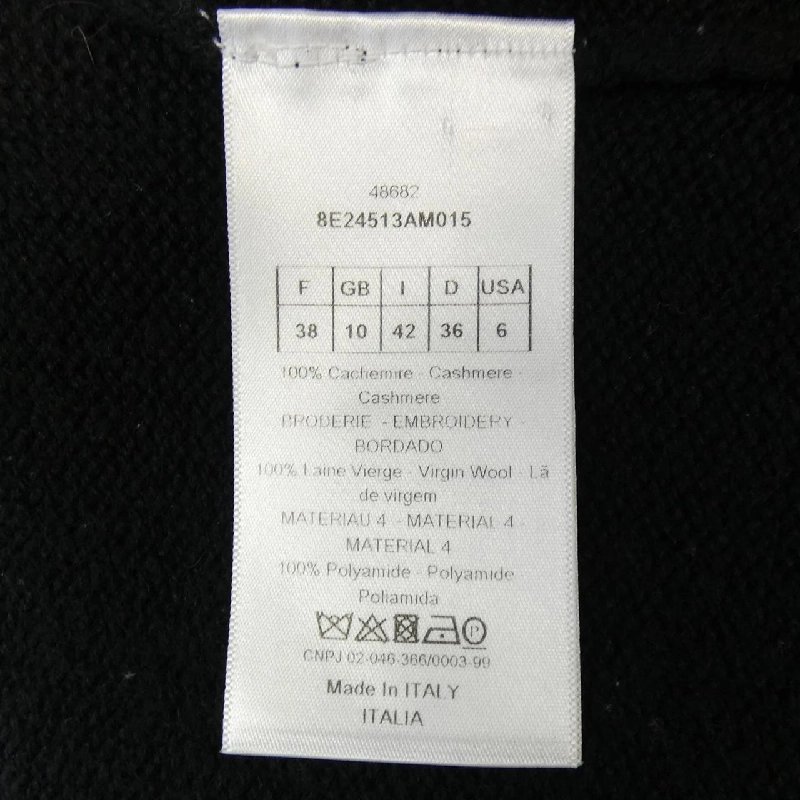 48682
8E24513AM015
F GB I D USA
38 10 42 36 6
100% Cachemire - Cashmere -
Cashmere
BRODERIE - EMBROIDERY -
BORDADO
100% Laine Vierge - Virgin Wool - Lã
de virgem
MATERIAU 4 - MATERIAL 4 -
MATERIAL 4
100% Polyamide - Polyamide
Poliamida
P
CNPJ 02-046-366/0003-99
Made In ITALY
ITALIA